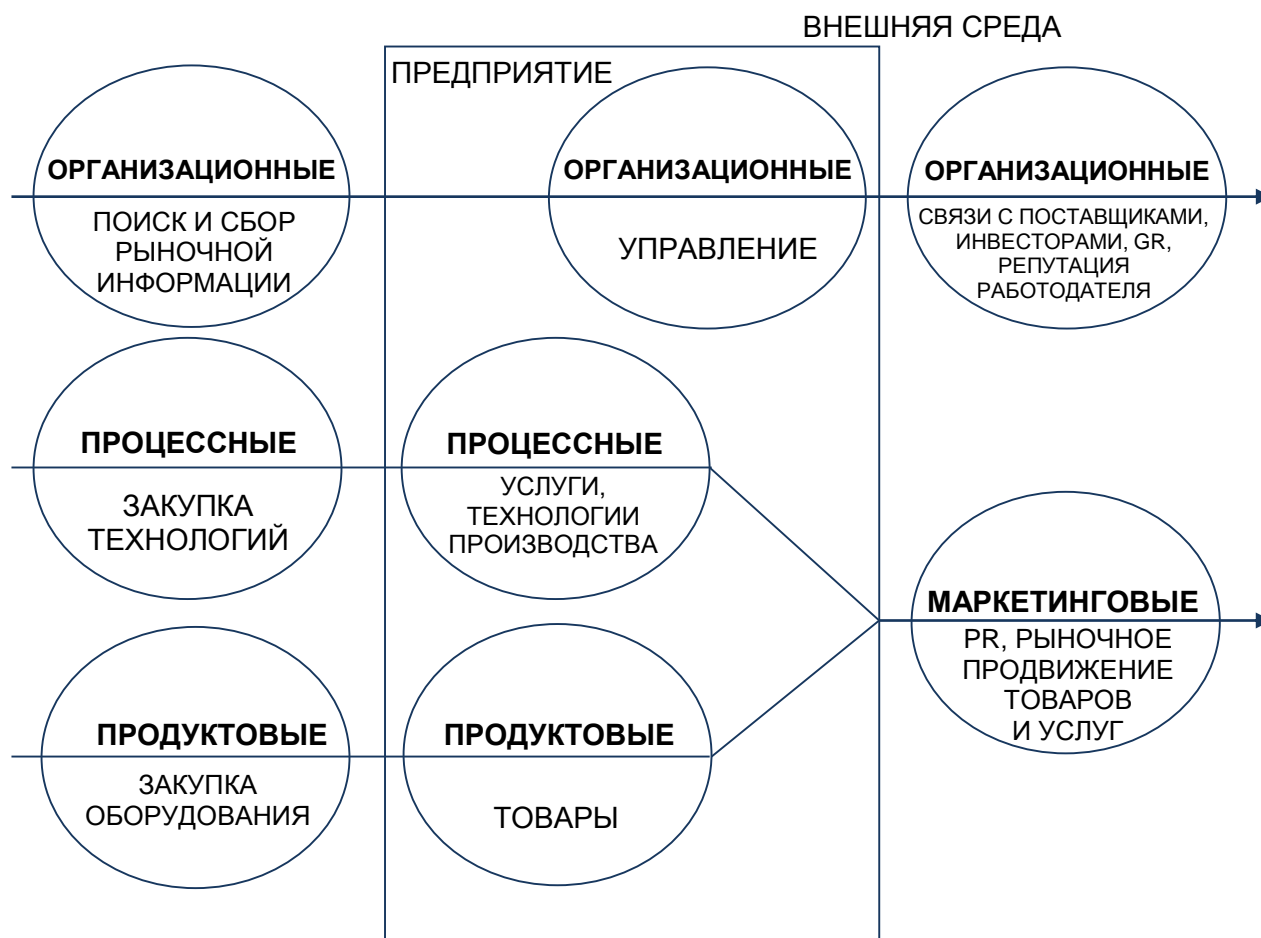 ВНЕШНЯЯ СРЕДА
ПРЕДПРИЯТИЕ
ОРГАНИЗАЦИОННЫЕ
ПОИСК И СБОР
РЫНОЧНОЙ
ИНФОРМАЦИИ
ОРГАНИЗАЦИОННЫЕ
УПРАВЛЕНИЕ
ОРГАНИЗАЦИОННЫЕ
СВЯЗИ С ПОСТАВЩИКАМИ,
ИНВЕСТОРАМИ, GR,
РЕПУТАЦИЯ
РАБОТОДАТЕЛЯ
ПРОЦЕССНЫЕ
ЗАКУПКА
ТЕХНОЛОГИЙ
ПРОЦЕССНЫЕ
УСЛУГИ,
ТЕХНОЛОГИИ
ПРОИЗВОДСТВА
МАРКЕТИНГОВЫЕ
PR, РЫНОЧНОЕ
ПРОДВИЖЕНИЕ
ТОВАРОВ
И УСЛУГ
ПРОДУКТОВЫЕ
ЗАКУПКА
ОБОРУДОВАНИЯ
ПРОДУКТОВЫЕ
ТОВАРЫ